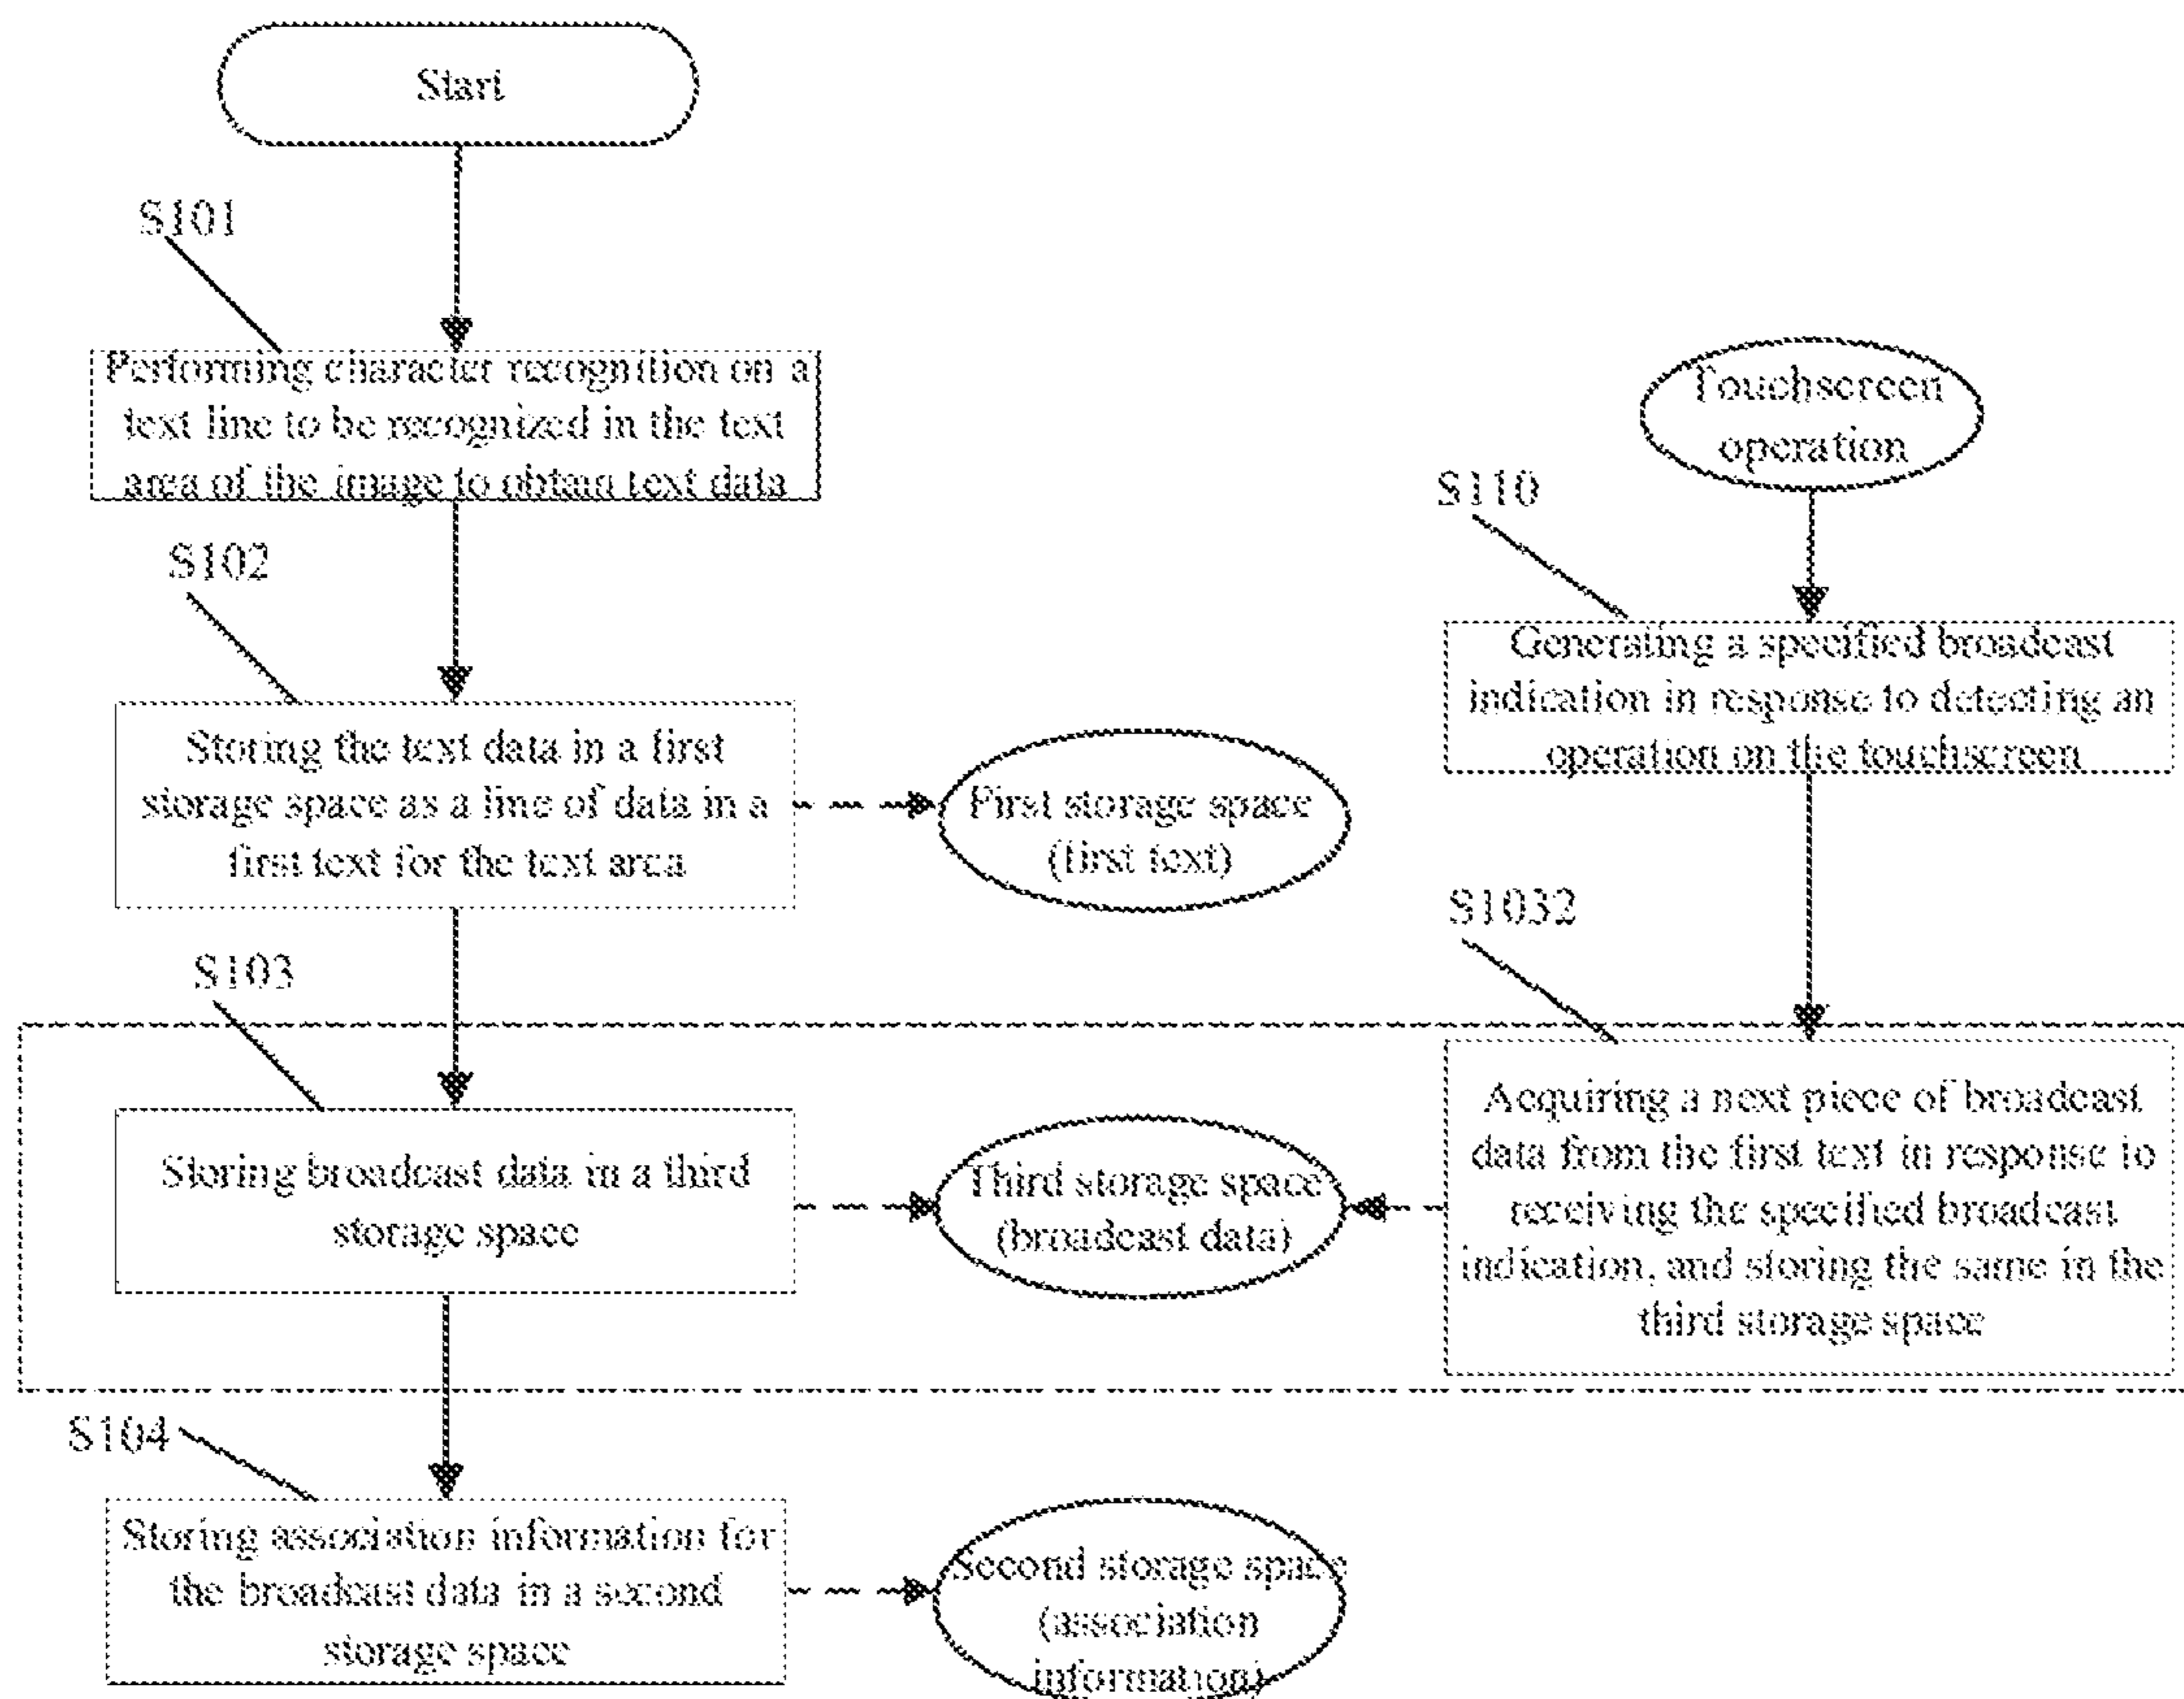 Start
S101
Performing character recognition on a
text line to be recognized in the text
area of the image to obtain text data
S102
Storing the text data in a first
storage space as a line of data in a
first text for the text area
First storage space
(first text)
S103
Storing broadcast data in a third
storage space
Third storage space
(broadcast data)
S104
Storing association information for
the broadcast data in a second
storage space
Second storage space
(association
information)
Touchscreen
operation
S110
Generating a specified broadcast
indication in response to detecting an
operation on the touchscreen
S1032
Acquiring a next piece of broadcast
data from the first text in response to
receiving the specified broadcast
indication, and storing the same in the
third storage space